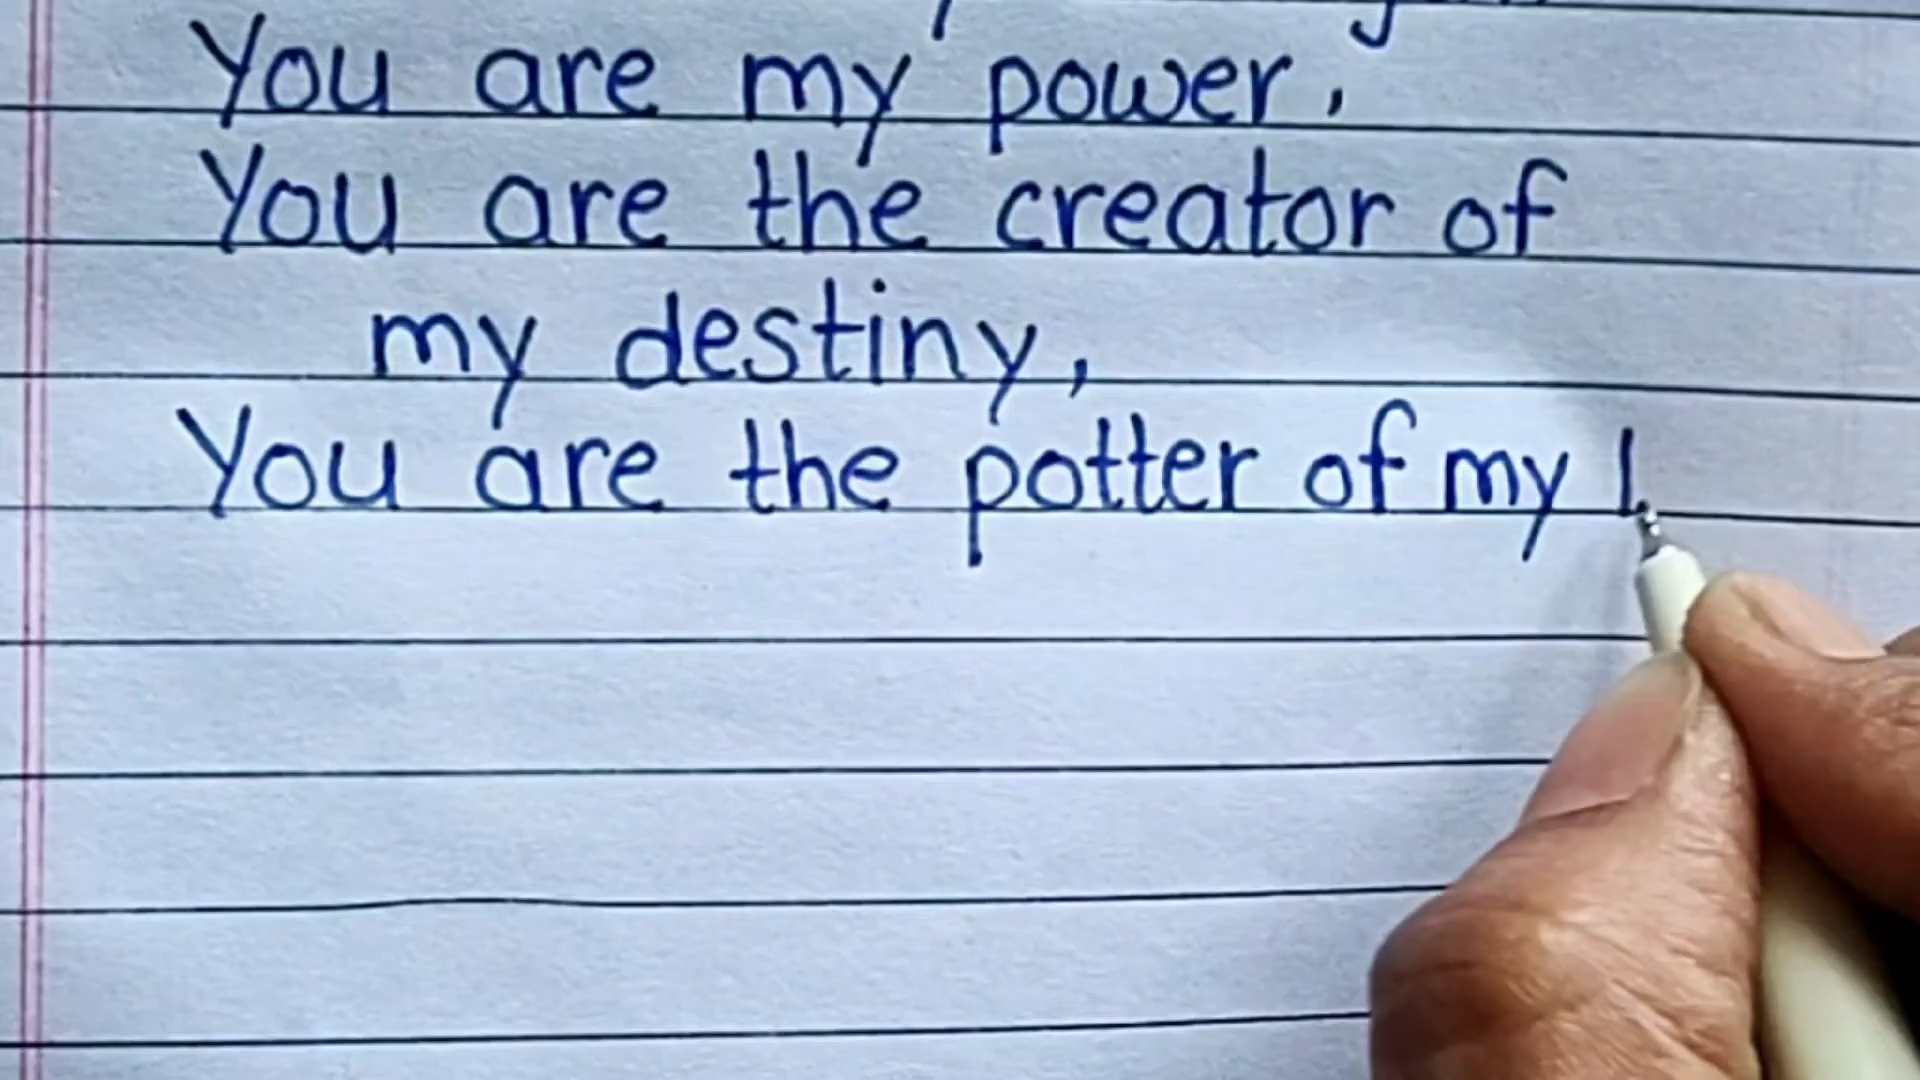 You are my power,
You are the creator of
my destiny,
You are the potter of my l